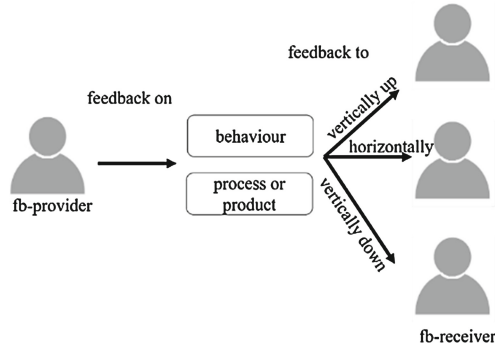 feedback to
feedback on
vertically up
behaviour
horizontally
process or
product
vertically down
fb-provider
fb-receiver